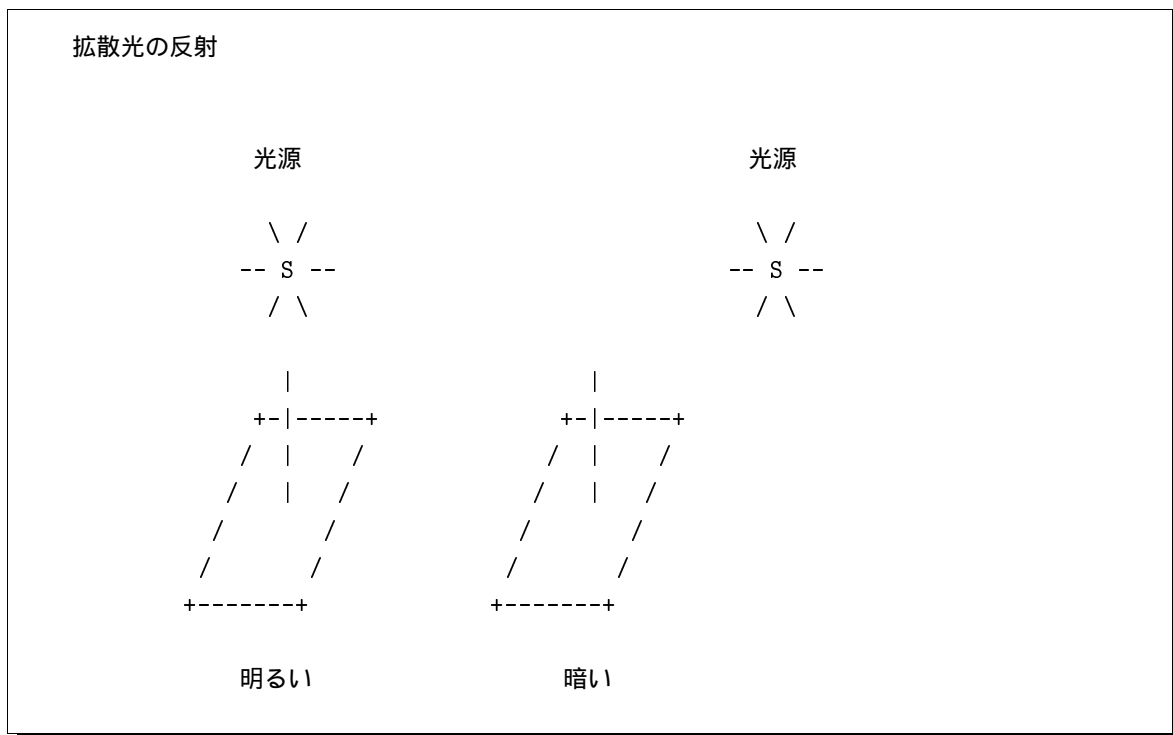 拡散光の反射
光源 光源
\ / \ /
-- S -- -- S --
/ \ / \
| |
+-|-----+ +-|-----+
/ | / / | /
/ | / / | /
/ / / /
/ / / /
+-------+ +-------+
明るい 暗い